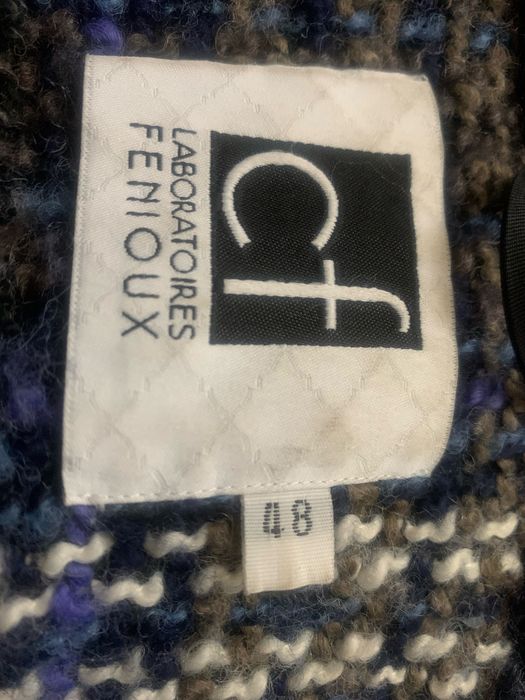 cf
LABORATOIRES
FENIOUX
48